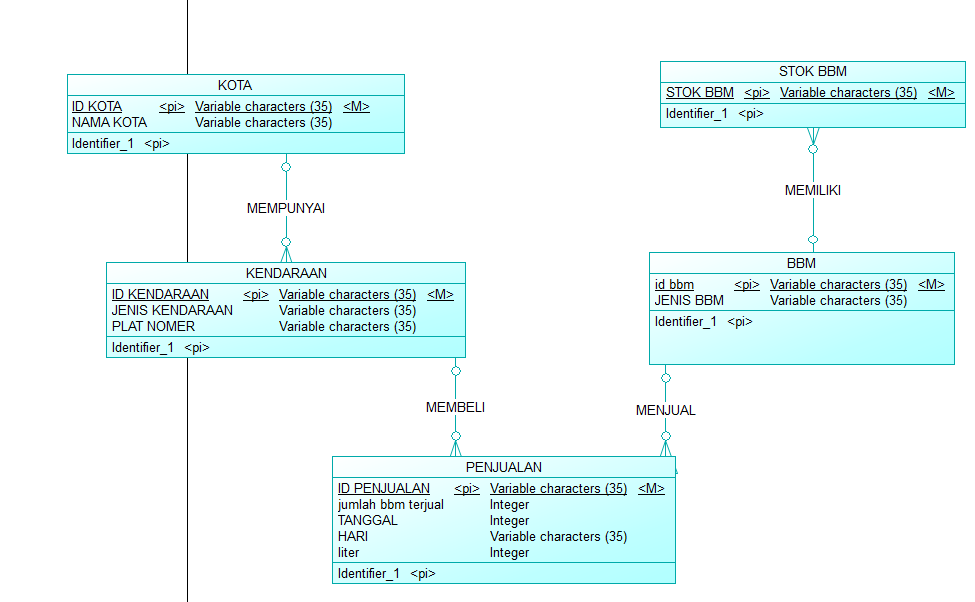 KOTA
ID KOTA <pi> Variable characters (35) <M>
NAMA KOTA Variable characters (35)
Identifier_1 <pi>
MEMPUNYAI
KENDARAAN
ID KENDARAAN <pi> Variable characters (35) <M>
JENIS KENDARAAN Variable characters (35)
PLAT NOMER Variable characters (35)
Identifier_1 <pi>
MEMBELI
STOK BBM
STOK BBM <pi> Variable characters (35) <M>
Identifier_1 <pi>
MEMILIKI
BBM
id bbm <pi> Variable characters (35) <M>
JENIS BBM Variable characters (35)
Identifier_1 <pi>
MENJUAL
PENJUALAN
ID PENJUALAN <pi> Variable characters (35) <M>
jumlah bbm terjual Integer
TANGGAL Integer
HARI Variable characters (35)
liter Integer
Identifier_1 <pi>